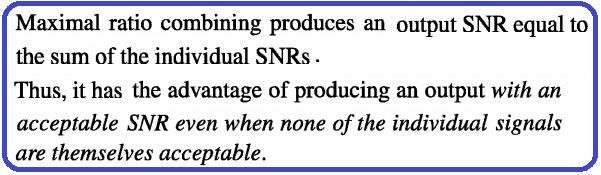 Maximal ratio combining produces an output SNR equal to
the sum of the individual SNRs.
Thus, it has the advantage of producing an output with an
acceptable SNR even when none of the individual signals
are themselves acceptable.